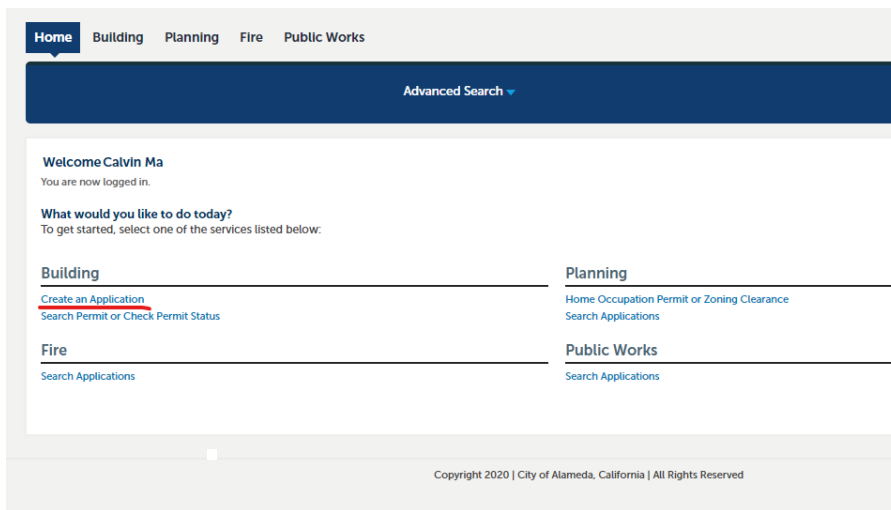 Home Building Planning Fire Public Works
Advanced Search
Welcome Calvin Ma
You are now logged in.
What would you like to do today?
To get started, select one of the services listed below:
Building
Create an Application
Search Permit or Check Permit Status
Planning
Home Occupation Permit or Zoning Clearance
Search Applications
Fire
Search Applications
Public Works
Search Applications
Copyright 2020 | City of Alameda, California | All Rights Reserved